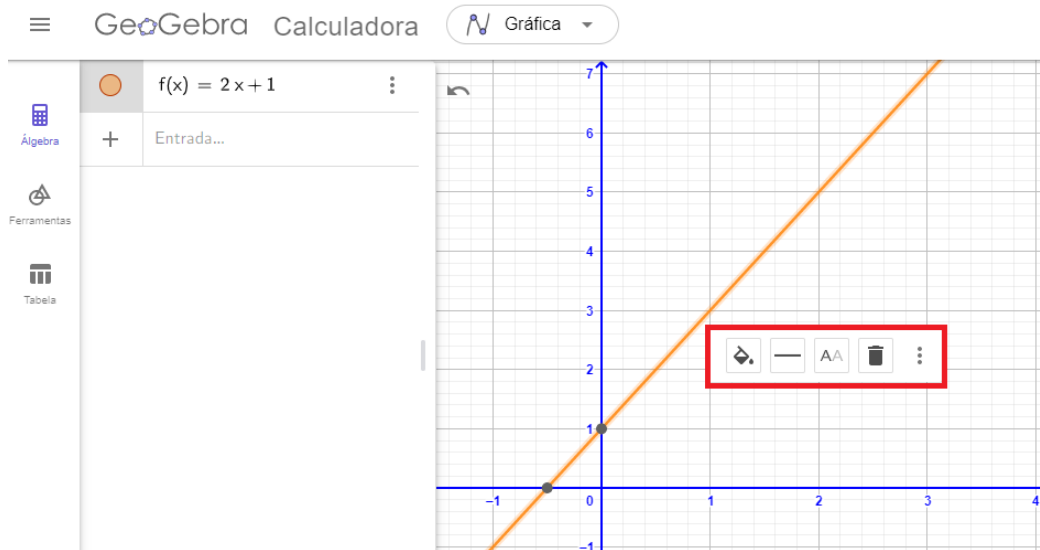 GeoGebra Calculadora Gráfica
f(x) = 2 x + 1
Álgebra
Entrada...
Ferramentas
Tabela
7
6
5
4
3
2
1
–1
0
1
2
3
4
–1
AA